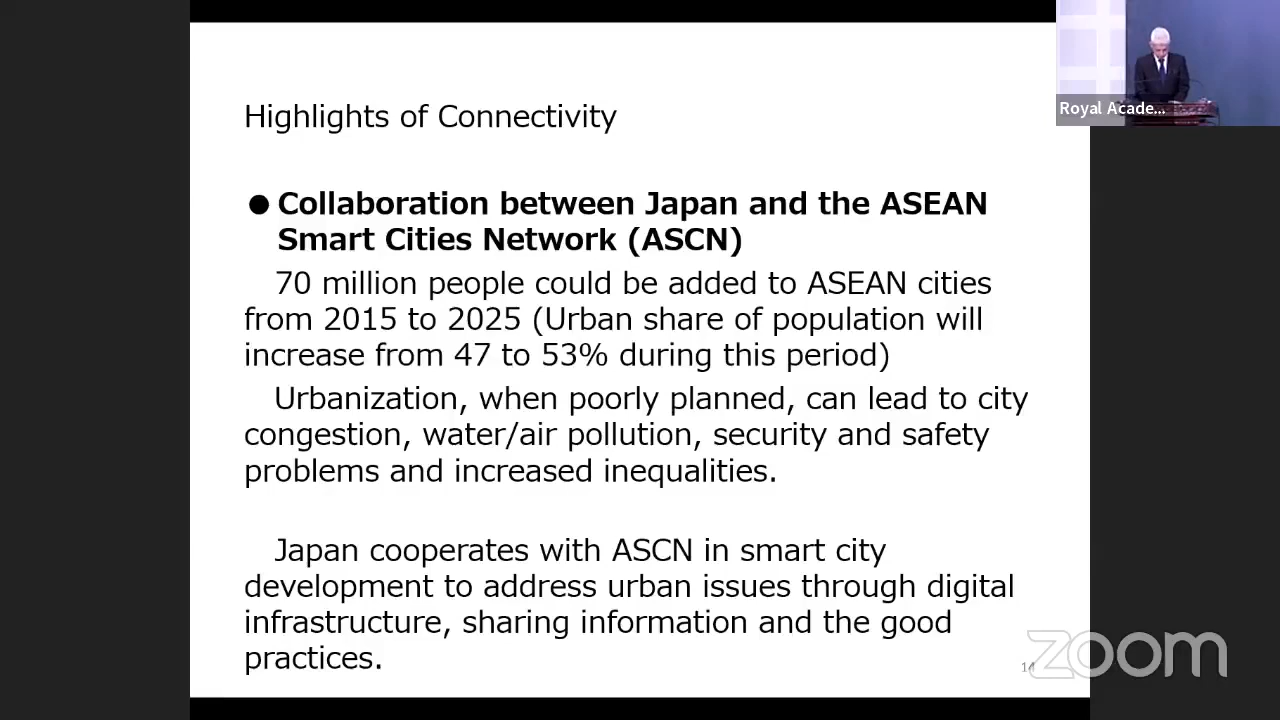 Royal Acade...
Highlights of Connectivity
● Collaboration between Japan and the ASEAN
Smart Cities Network (ASCN)
70 million people could be added to ASEAN cities
from 2015 to 2025 (Urban share of population will
increase from 47 to 53% during this period)
Urbanization, when poorly planned, can lead to city
congestion, water/air pollution, security and safety
problems and increased inequalities.
Japan cooperates with ASCN in smart city
development to address urban issues through digital
infrastructure, sharing information and the good
practices.
14
zoom